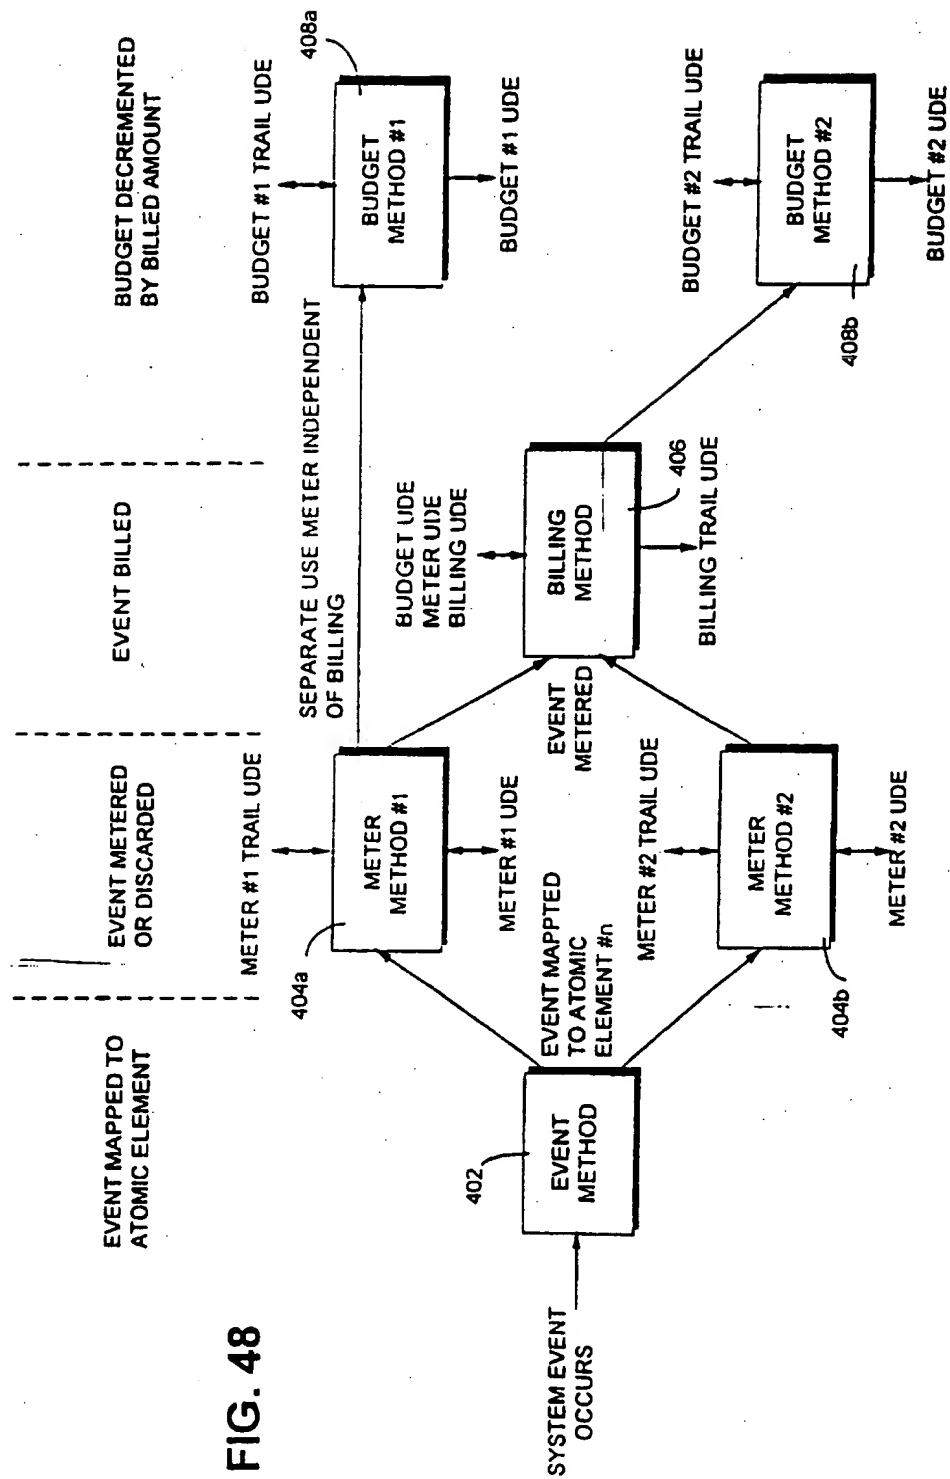 FIG. 48
EVENT MAPPED TO
ATOMIC ELEMENT
EVENT METERED
OR DISCARDED
EVENT BILLED
BUDGET DECREMENTED
BY BILLED AMOUNT
SYSTEM EVENT
OCCURS
402
EVENT
METHOD
EVENT MAPPTED
TO ATOMIC
ELEMENT #n
404a
METER #1 TRAIL UDE
METER
METHOD #1
METER #1 UDE
METER #2 TRAIL UDE
METER
METHOD #2
404b
METER #2 UDE
SEPARATE USE METER INDEPENDENT
OF BILLING
EVENT
METERED
BUDGET UDE
METER UDE
BILLING UDE
BILLING
METHOD
406
BILLING TRAIL UDE
408a
BUDGET #1 TRAIL UDE
BUDGET
METHOD #1
BUDGET #1 UDE
BUDGET #2 TRAIL UDE
BUDGET
METHOD #2
408b
BUDGET #2 UDE